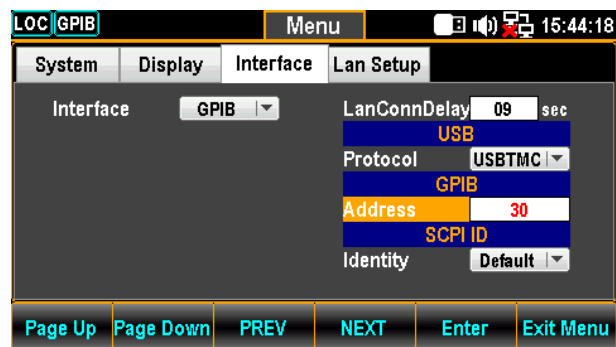 LOC GPIB Menu 15:44:18
System Display Interface Lan Setup
Interface GPIB LanConnDelay 09 sec
USB
Protocol USBTMC
GPIB
Address 30
SCPI ID
Identity Default
Page Up Page Down PREV NEXT Enter Exit Menu